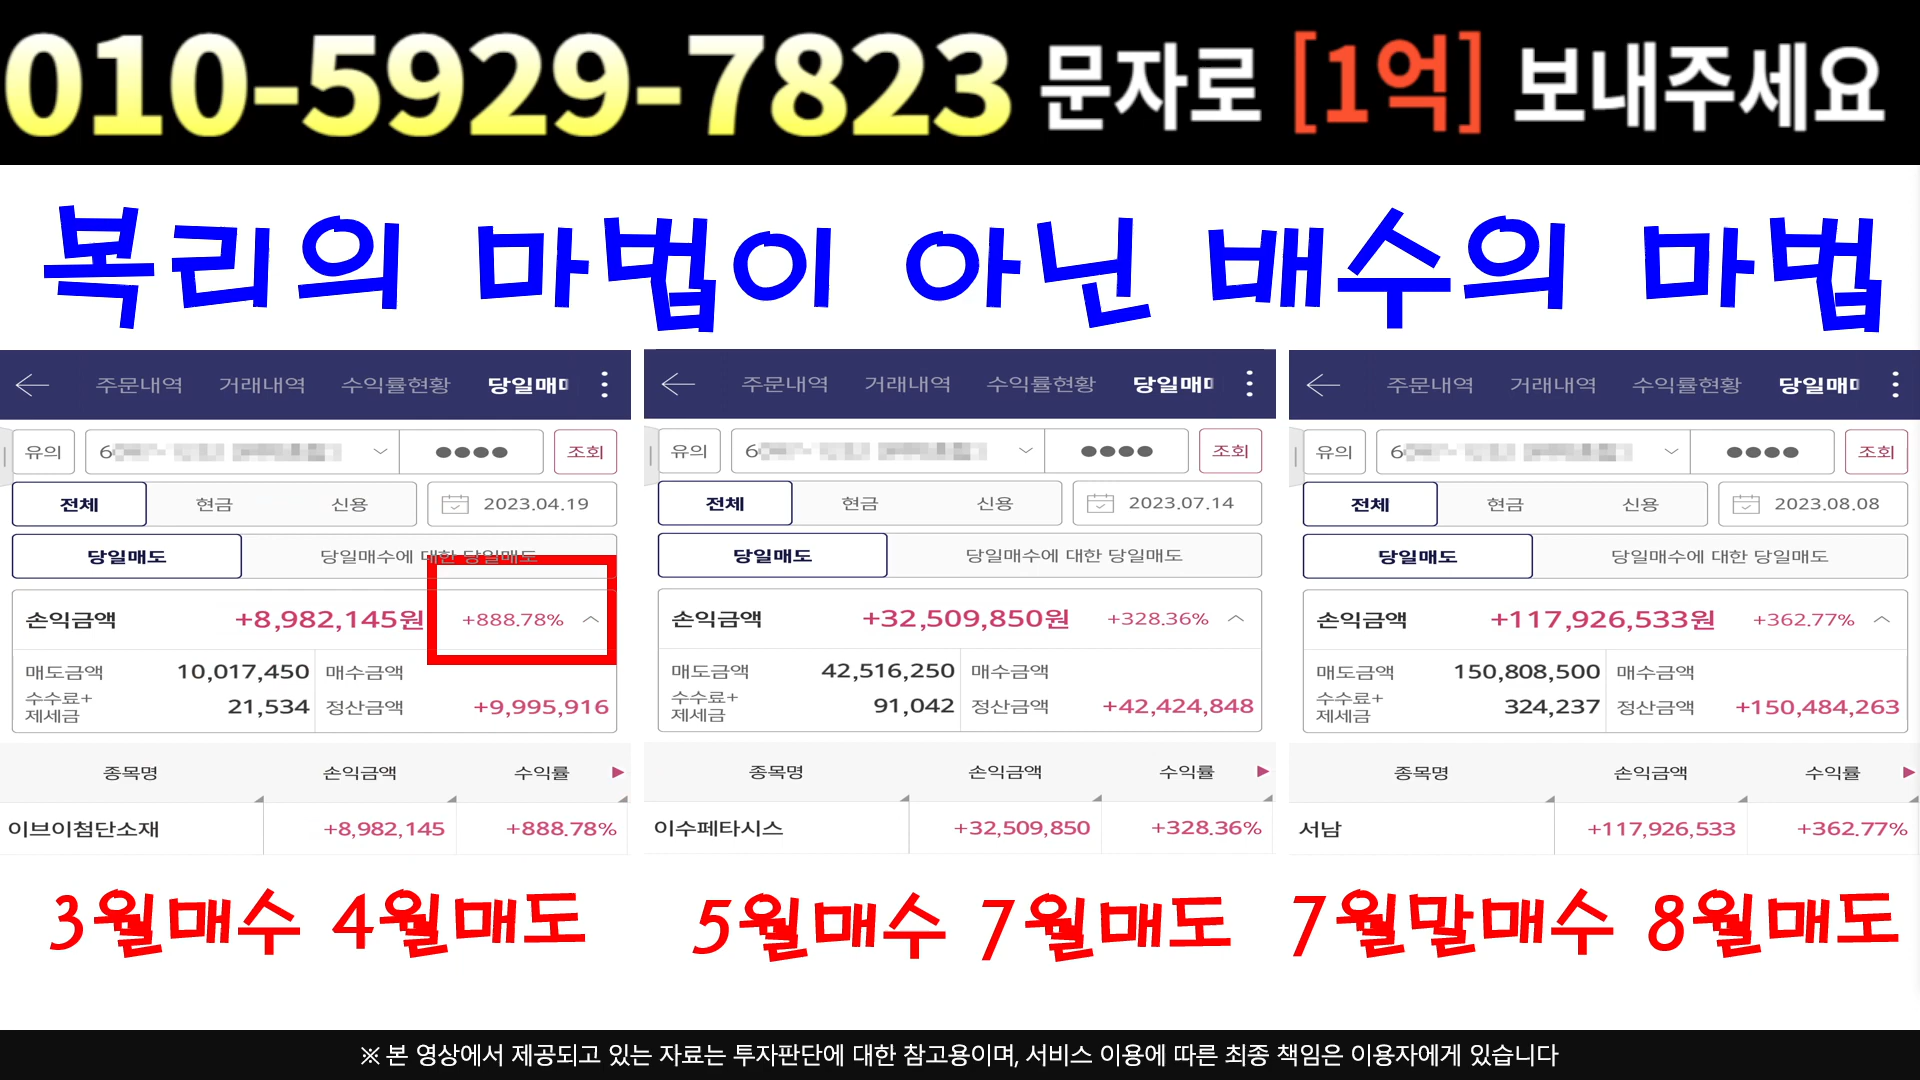 010-5929-7823 문자로 [1억] 보내주세요
복리의 마법이 아닌 배수의 마법
주문내역 거래내역 수익률현황 당일매
유의 6 ●●●● 조회
전체 현금 신용 2023.04.19
당일매도 당일매수에 대한 당일매도
손익금액 +8,982,145원 +888.78%
매도금액 10,017,450 매수금액
수수료+
제세금 21,534 정산금액 +9,995,916
종목명 손익금액 수익률
이브이첨단소재 +8,982,145 +888.78%
3월매수 4월매도
주문내역 거래내역 수익률현황 당일매
유의 6 ●●●● 조회
전체 현금 신용 2023.07.14
당일매도 당일매수에 대한 당일매도
손익금액 +32,509,850원 +328.36%
매도금액 42,516,250 매수금액
수수료+
제세금 91,042 정산금액 +42,424,848
종목명 손익금액 수익률
이수페타시스 +32,509,850 +328.36%
5월매수 7월매도
주문내역 거래내역 수익률현황 당일매
유의 6 ●●●● 조회
전체 현금 신용 2023.08.08
당일매도 당일매수에 대한 당일매도
손익금액 +117,926,533원 +362.77%
매도금액 150,808,500 매수금액
수수료+
제세금 324,237 정산금액 +150,484,263
종목명 손익금액 수익률
서남 +117,926,533 +362.77%
7월말매수 8월매도
※ 본 영상에서 제공되고 있는 자료는 투자판단에 대한 참고용이며, 서비스 이용에 따른 최종 책임은 이용자에게 있습니다